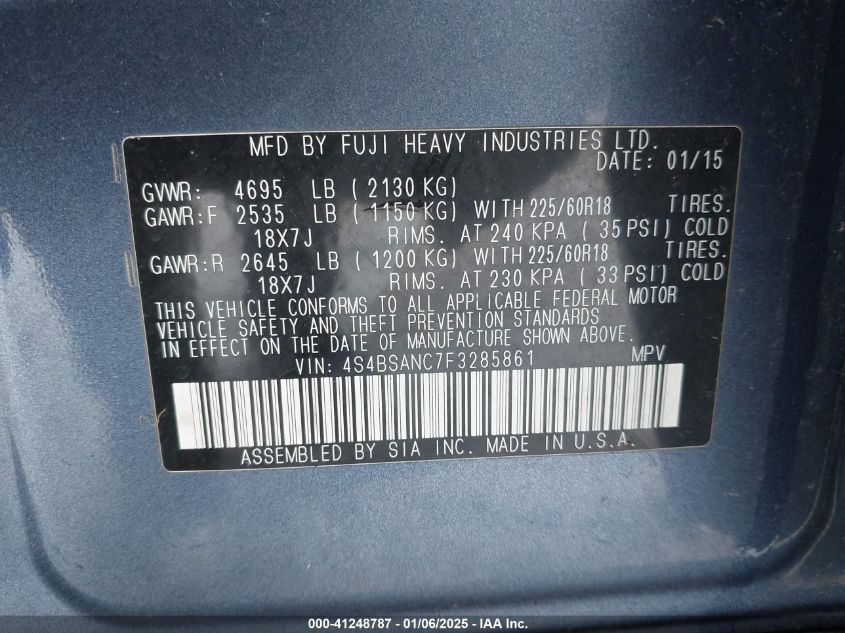 MFD BY FUJI HEAVY INDUSTRIES LTD.
DATE: 01/15
GVWR: 4695 LB ( 2130 KG)
GAWR:F 2535 LB ( 1150 KG) WITH 225/60R18 TIRES.
18X7J RIMS. AT 240 KPA ( 35 PSI) COLD
GAWR:R 2645 LB ( 1200 KG) WITH 225/60R18 TIRES.
18X7J RIMS. AT 230 KPA ( 33 PSI) COLD
THIS VEHICLE CONFORMS TO ALL APPLICABLE FEDERAL MOTOR
VEHICLE SAFETY AND THEFT PREVENTION STANDARDS
IN EFFECT ON THE DATE OF MANUFACTURE SHOWN ABOVE.
VIN: 4S4BSANC7F3285861 MPV
ASSEMBLED BY SIA INC. MADE IN U.S.A.
000-41248787 - 01/06/2025 - IAA Inc.